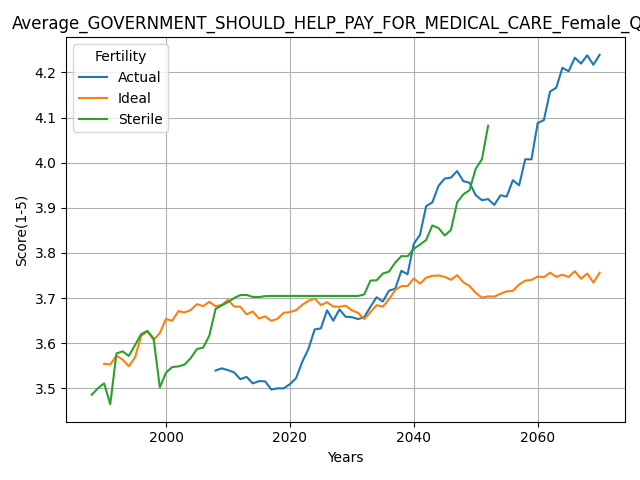 Average_GOVERNMENT_SHOULD_HELP_PAY_FOR_MEDICAL_CARE_Female_Q
Fertility
Actual
Ideal
Sterile
4.2
4.1
4.0
3.9
3.8
3.7
3.6
3.5
Score(1-5)
2000
2020
2040
2060
Years